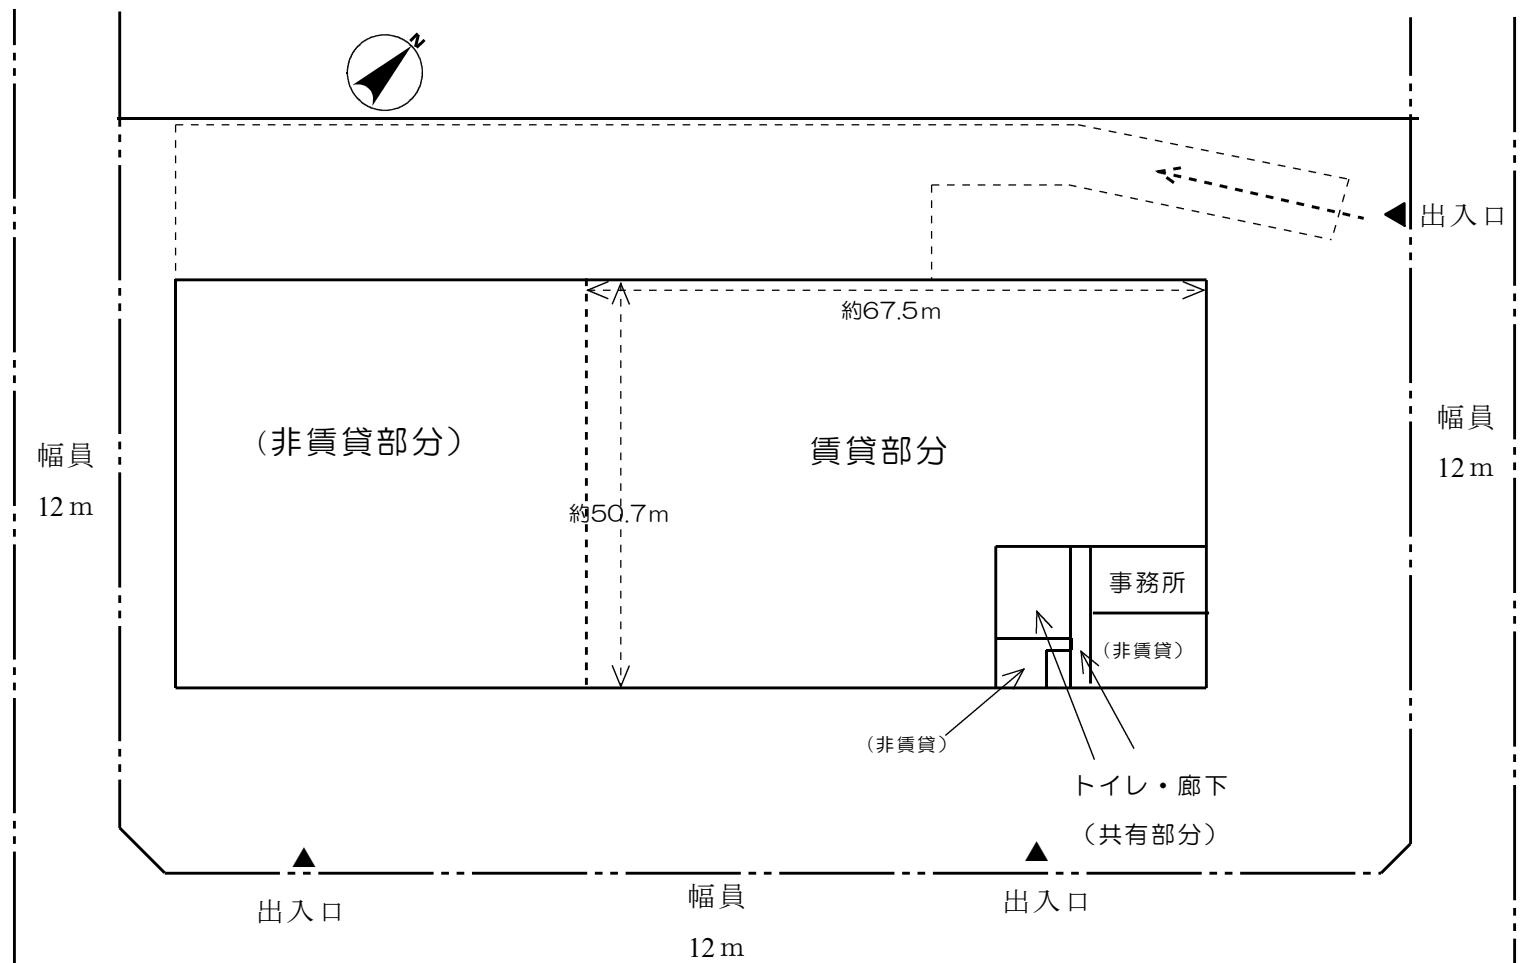 N
出入口
約67.5m
(非賃貸部分)
賃貸部分
幅員
12m
幅員
12m
約50.7m
事務所
(非賃貸)
(非賃貸)
トイレ・廊下
(共有部分)
出入口
幅員
12m
出入口